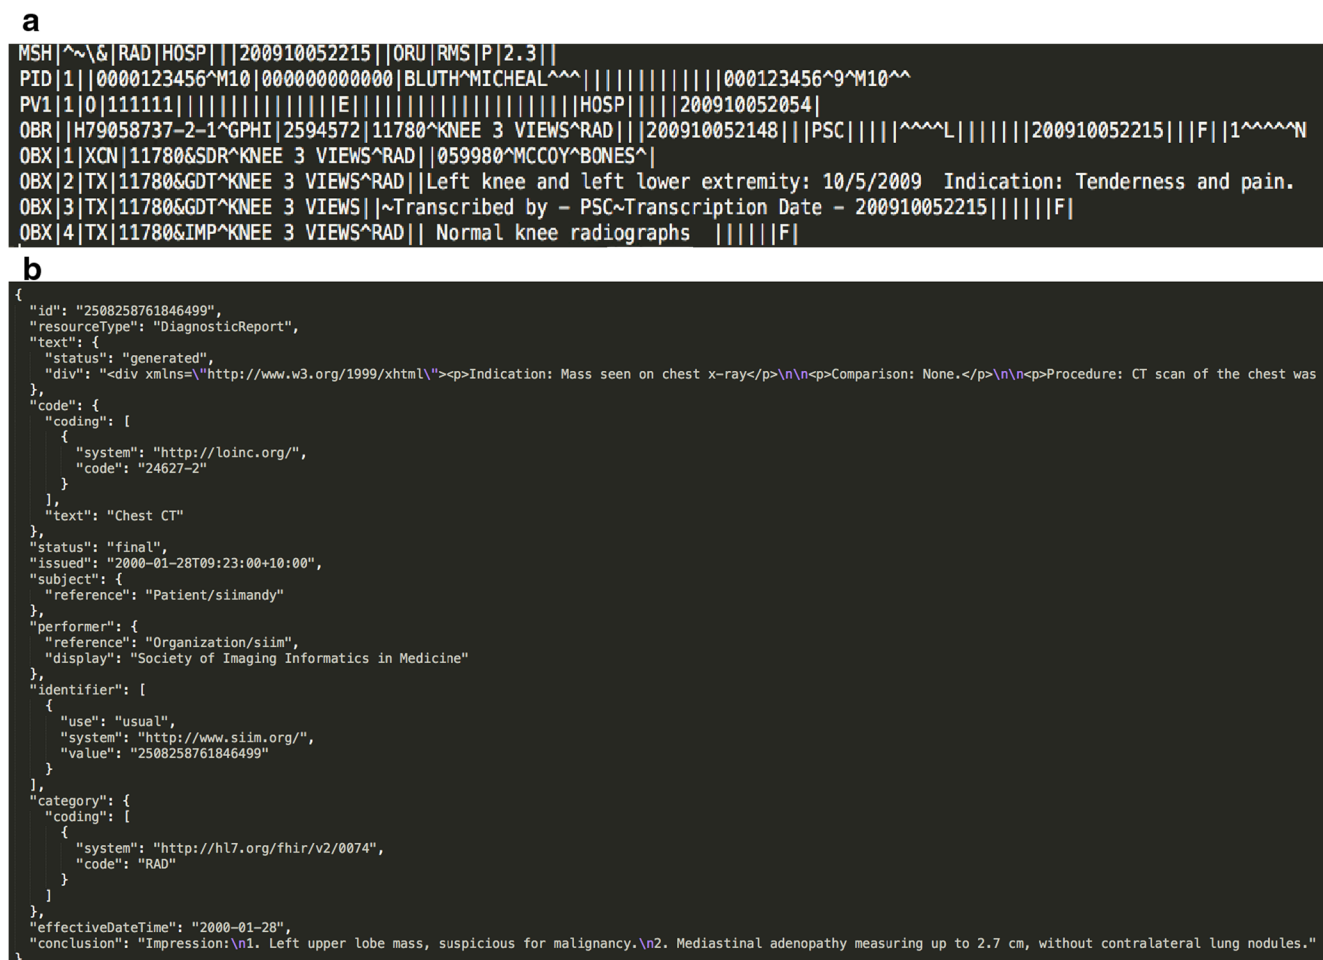 a
MSH|^~\&|RAD|HOSP|||200910052215||ORU|RMS|P|2.3||
PID|1||0000123456^M10|000000000000|BLUTH^MICHEAL^^^|||||||||||||000123456^9^M10^^
PV1|1|O|111111|||||||||||||||E||||||||||||||||||||||HOSP|||||200910052054|
OBR||H79058737-2-1^GPHI|2594572|11780^KNEE 3 VIEWS^RAD|||200910052148|||PSC|||||^^^^L|||||||200910052215|||F||1^^^^^N
OBX|1|XCN|11780&SDR^KNEE 3 VIEWS^RAD||059980^MCCOY^BONES^|
OBX|2|TX|11780&GDT^KNEE 3 VIEWS^RAD||Left knee and left lower extremity: 10/5/2009  Indication: Tenderness and pain.
OBX|3|TX|11780&GDT^KNEE 3 VIEWS||~Transcribed by – PSC~Transcription Date – 200910052215||||||F|
OBX|4|TX|11780&IMP^KNEE 3 VIEWS^RAD|| Normal knee radiographs  ||||||F|
b
{
"id": "2508258761846499",
"resourceType": "DiagnosticReport",
"text": {
"status": "generated",
"div": "<div xmlns=\"http://www.w3.org/1999/xhtml\"><p>Indication: Mass seen on chest x-ray</p>\n\n<p>Comparison: None.</p>\n\n<p>Procedure: CT scan of the chest was
},
"code": {
"coding": [
{
"system": "http://loinc.org/",
"code": "24627-2"
}
],
"text": "Chest CT"
},
"status": "final",
"issued": "2000-01-28T09:23:00+10:00",
"subject": {
"reference": "Patient/siimandy"
},
"performer": {
"reference": "Organization/siim",
"display": "Society of Imaging Informatics in Medicine"
},
"identifier": [
{
"use": "usual",
"system": "http://www.siim.org/",
"value": "2508258761846499"
}
],
"category": {
"coding": [
{
"system": "http://hl7.org/fhir/v2/0074",
"code": "RAD"
}
]
},
"effectiveDateTime": "2000-01-28",
"conclusion": "Impression:\n1. Left upper lobe mass, suspicious for malignancy.\n2. Mediastinal adenopathy measuring up to 2.7 cm, without contralateral lung nodules."
}